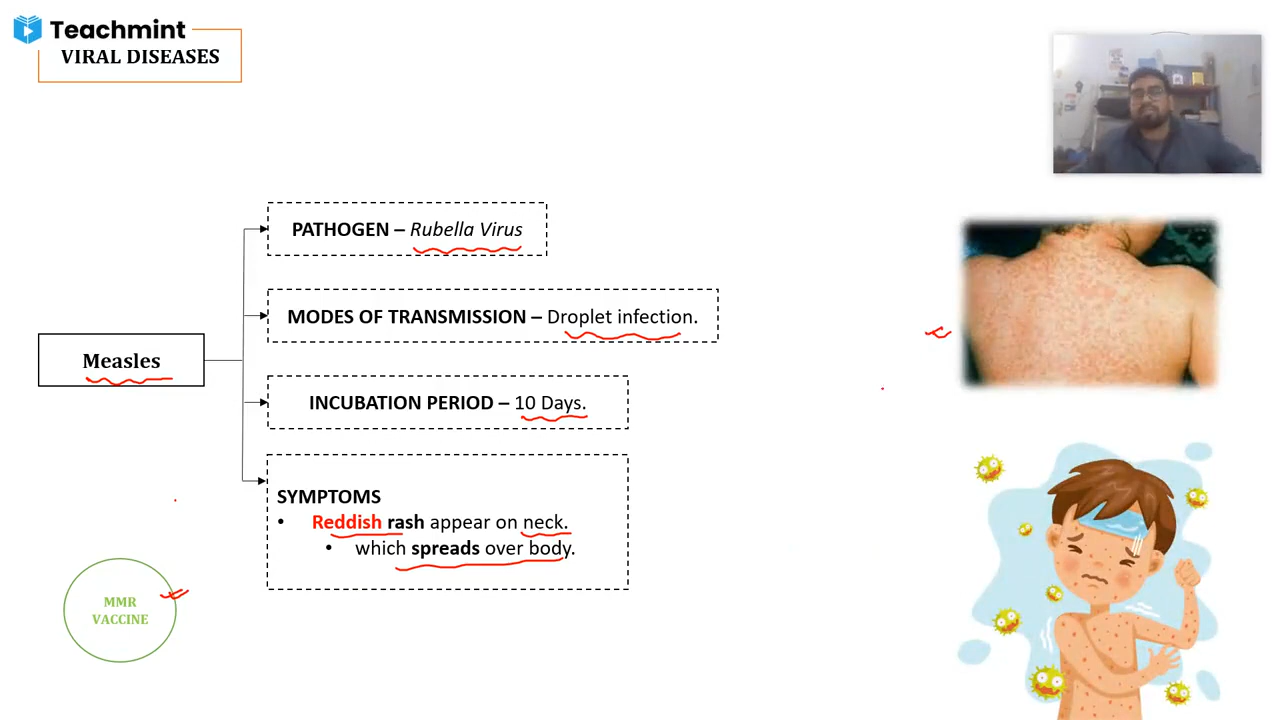 Teachmint
VIRAL DISEASES
PATHOGEN – Rubella Virus
MODES OF TRANSMISSION – Droplet infection.
Measles
INCUBATION PERIOD – 10 Days.
SYMPTOMS
• Reddish rash appear on neck.
• which spreads over body.
MMR
VACCINE